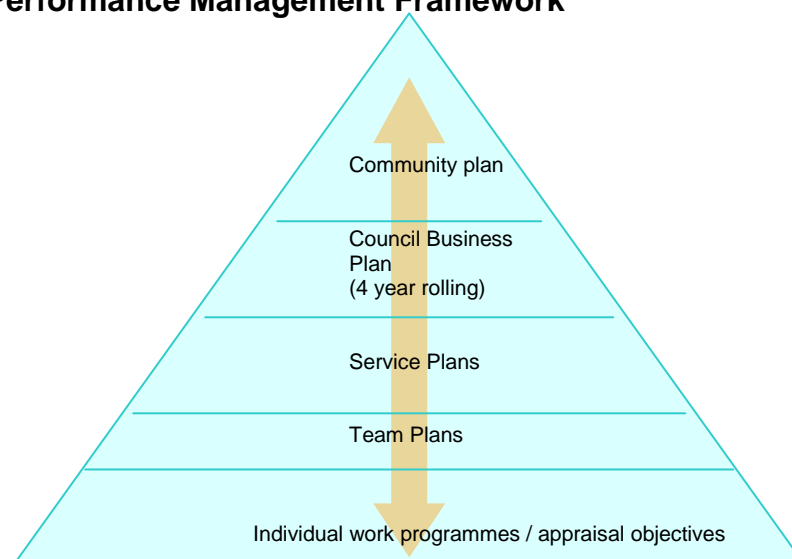 Performance Management Framework
Community plan
Council Business
Plan
(4 year rolling)
Service Plans
Team Plans
Individual work programmes / appraisal objectives